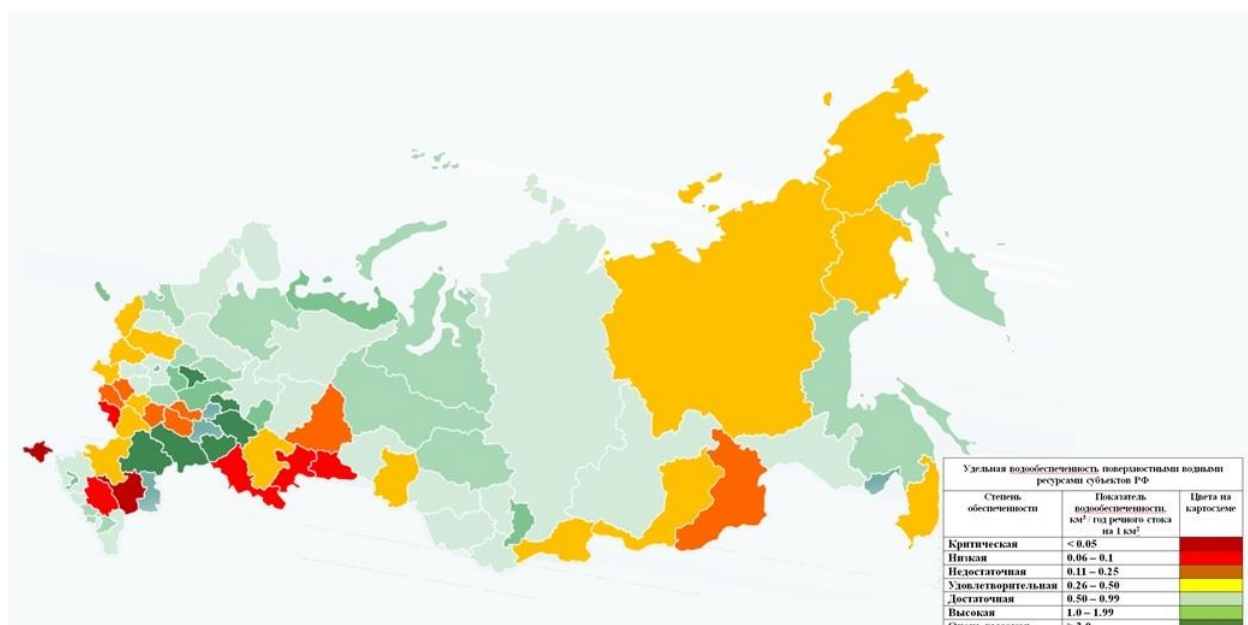 Удельная водообеспеченность поверхностными водными
ресурсами субъектов РФ
Степень
обеспеченности
Показатель
водообеспеченности,
км³ / год речного стока
на 1 км²
Цвета на
картосхеме
Критическая < 0.05
Низкая 0.06 – 0.1
Недостаточная 0.11 – 0.25
Удовлетворительная 0.26 – 0.50
Достаточная 0.50 – 0.99
Высокая 1.0 – 1.99